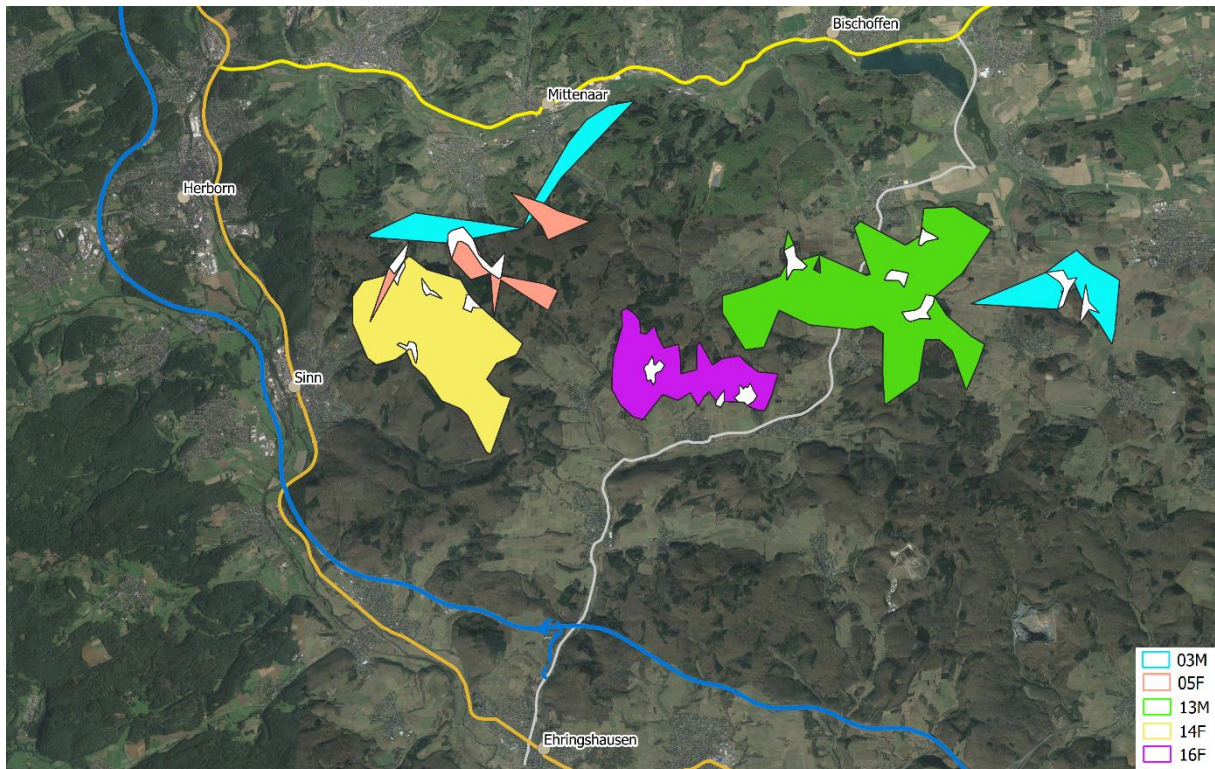 Bischoffen
Mittenaar
Herborn
Sinn
Ehringshausen
03M
05F
13M
14F
16F